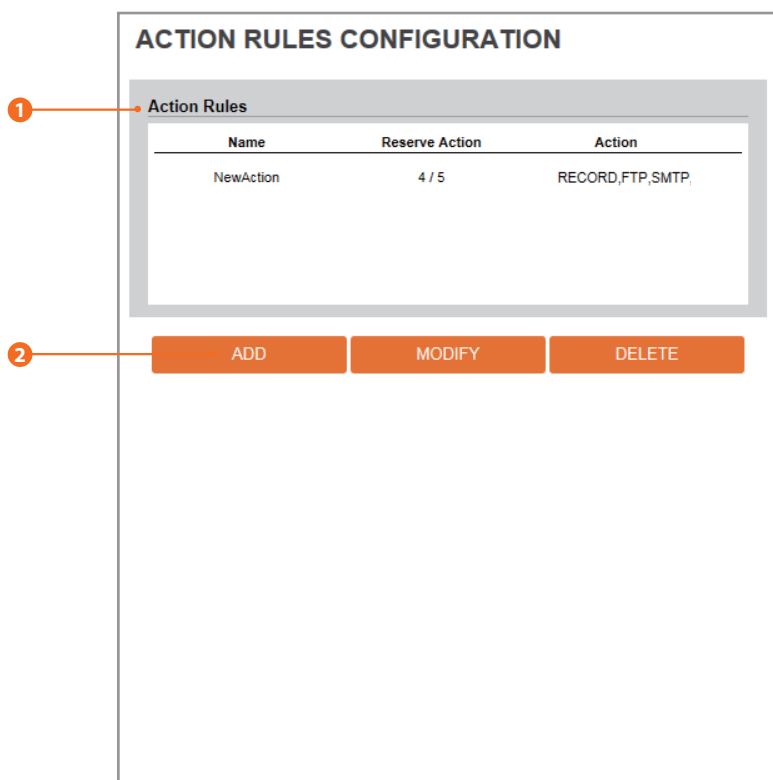 ACTION RULES CONFIGURATION
1 Action Rules
Name Reserve Action Action
NewAction 4 / 5 RECORD,FTP,SMTP,
2 ADD MODIFY DELETE